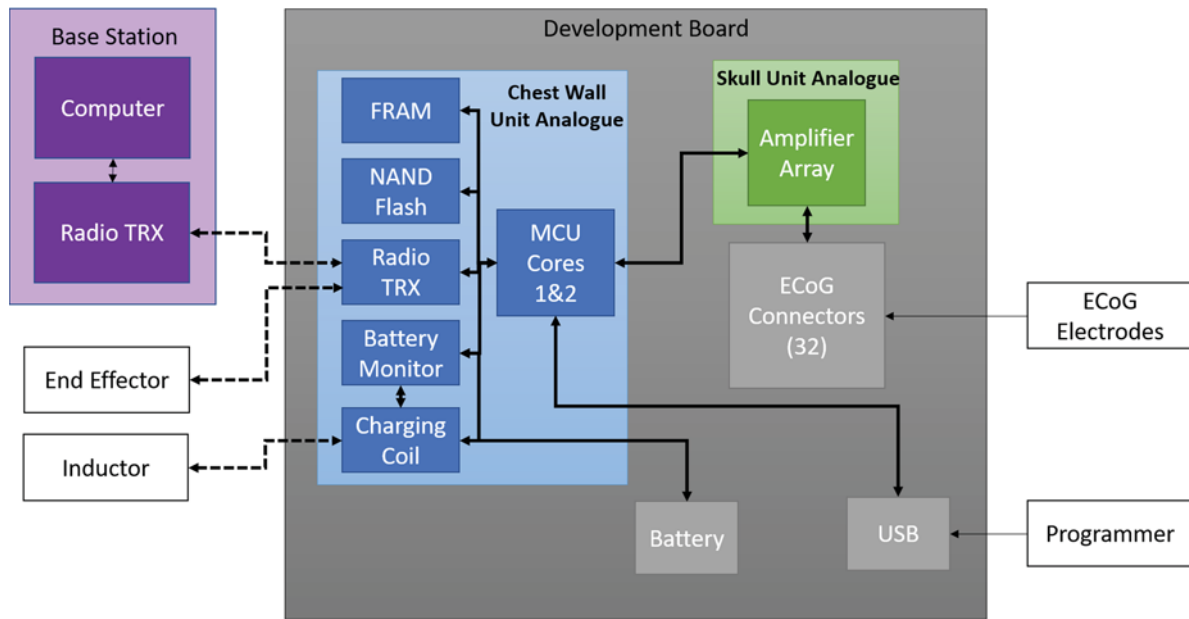 Base Station
Computer
Radio TRX
End Effector
Inductor
Development Board
Chest Wall
Unit Analogue
FRAM
NAND
Flash
Radio
TRX
Battery
Monitor
Charging
Coil
MCU
Cores
1&2
Skull Unit Analogue
Amplifier
Array
ECoG
Connectors
(32)
Battery
USB
ECoG
Electrodes
Programmer